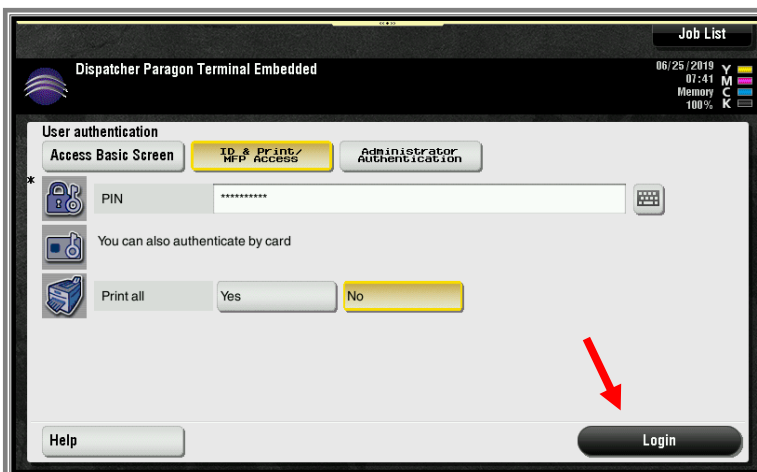 Job List
Dispatcher Paragon Terminal Embedded
06/25/2019
07:41
Memory
100%
Y
M
C
K
User authentication
Access Basic Screen
ID & Print/
MFP Access
Administrator
Authentication
*
PIN
**********
You can also authenticate by card
Print all
Yes
No
Help
Login